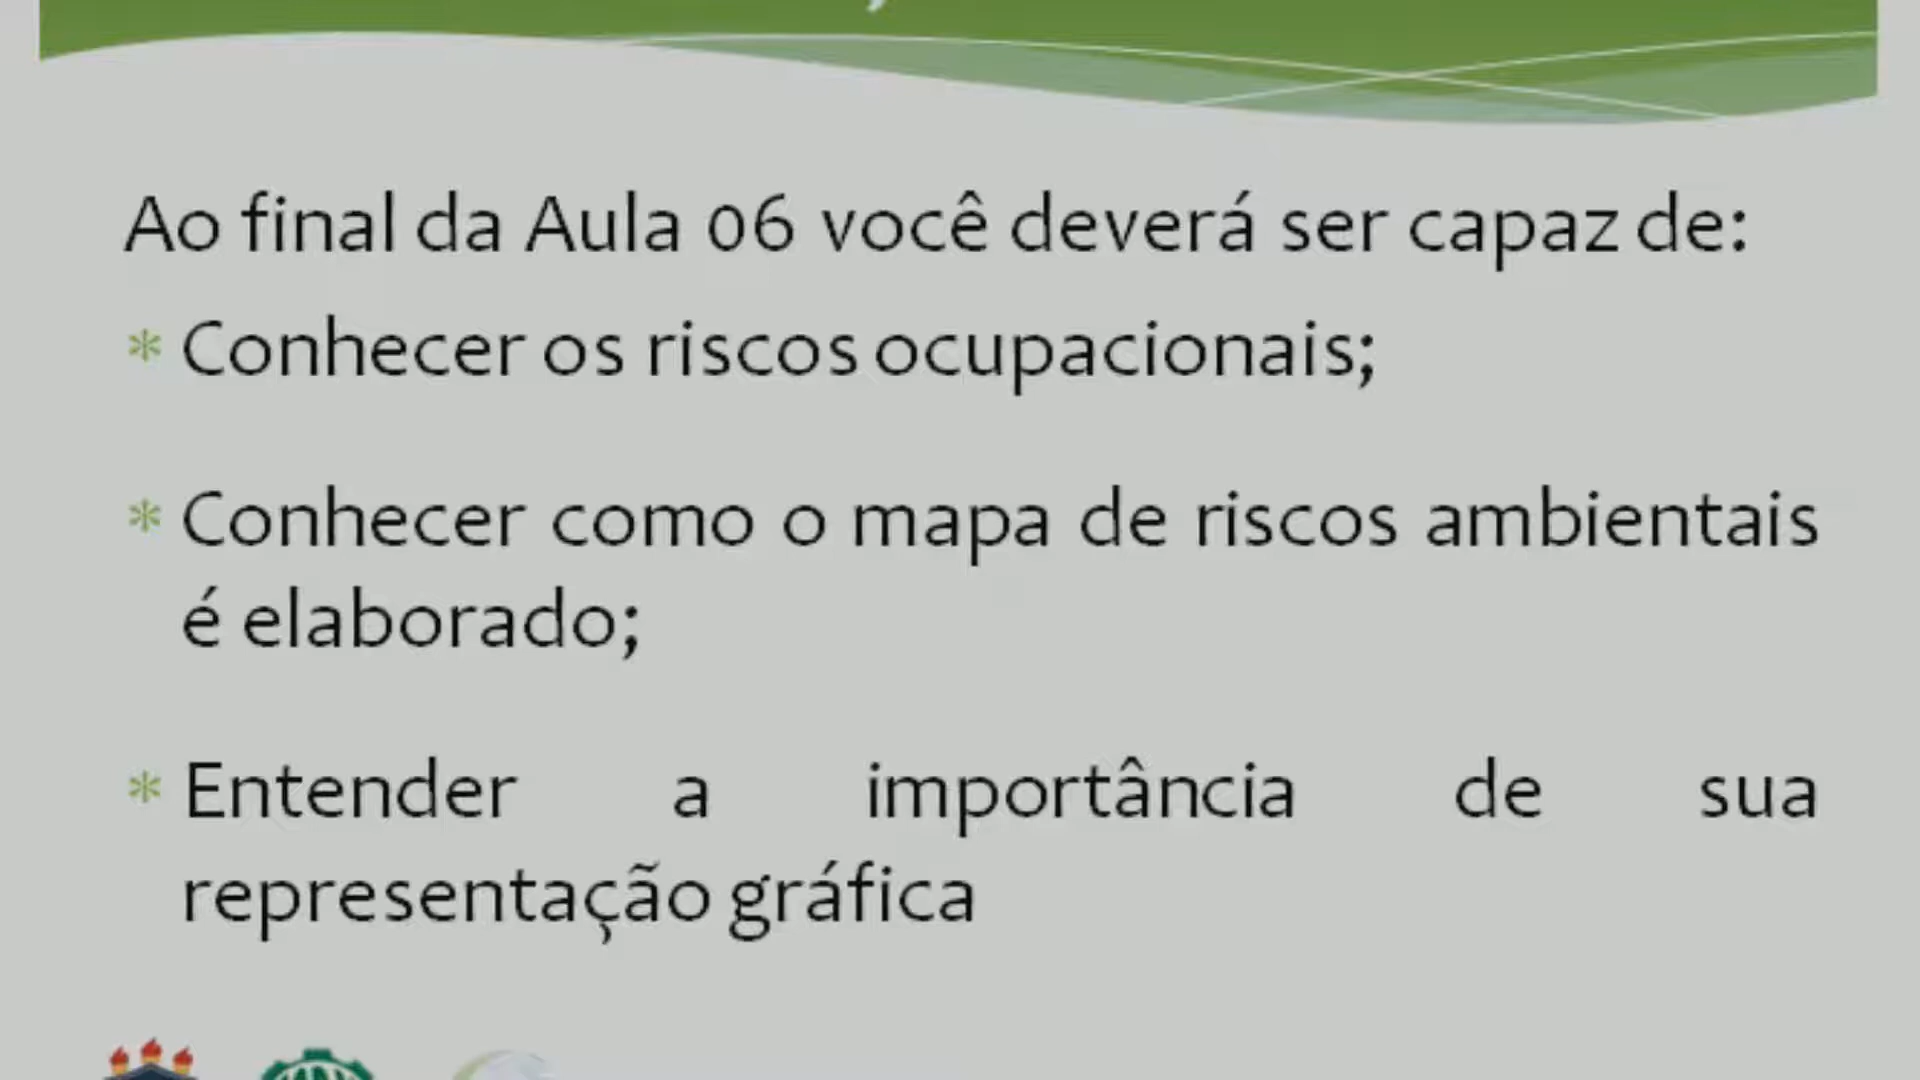 Ao final da Aula 06 você deverá ser capaz de:
* Conhecer os riscos ocupacionais;
* Conhecer como o mapa de riscos ambientais
é elaborado;
* Entender a importância de sua
representação gráfica